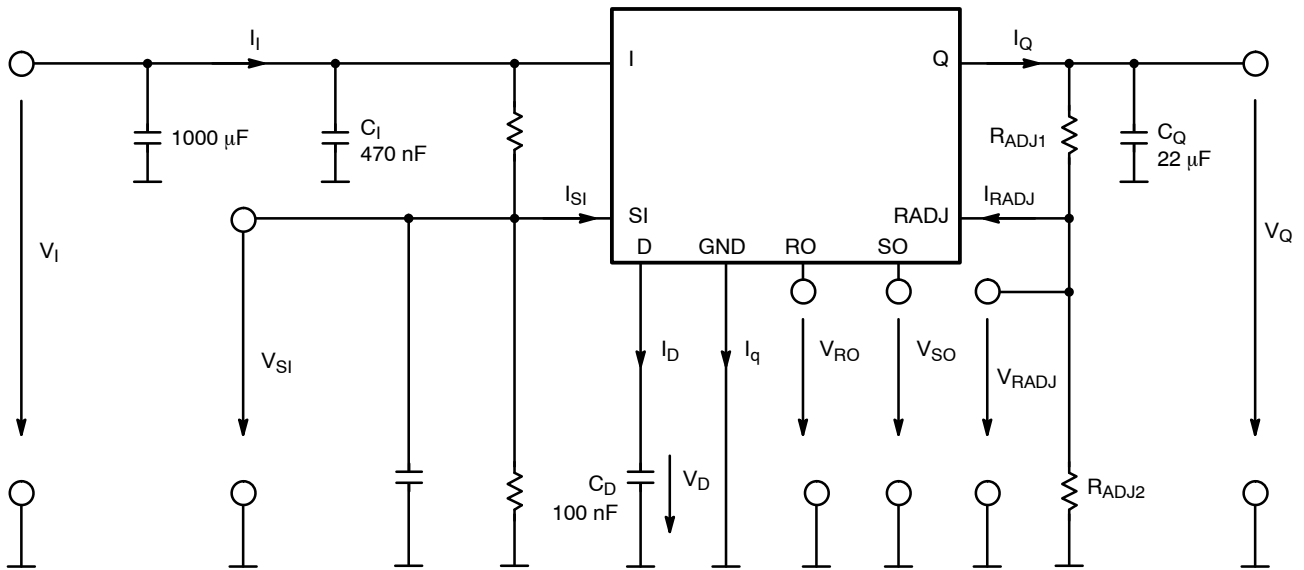 I_I
I
Q
I_Q
1000 μF
C_I
470 nF
R_ADJ1
C_Q
22 μF
I_SI
SI
RADJ
I_RADJ
D
GND
RO
SO
V_I
V_Q
V_SI
I_D
I_q
V_RO
V_SO
V_RADJ
C_D
100 nF
V_D
R_ADJ2